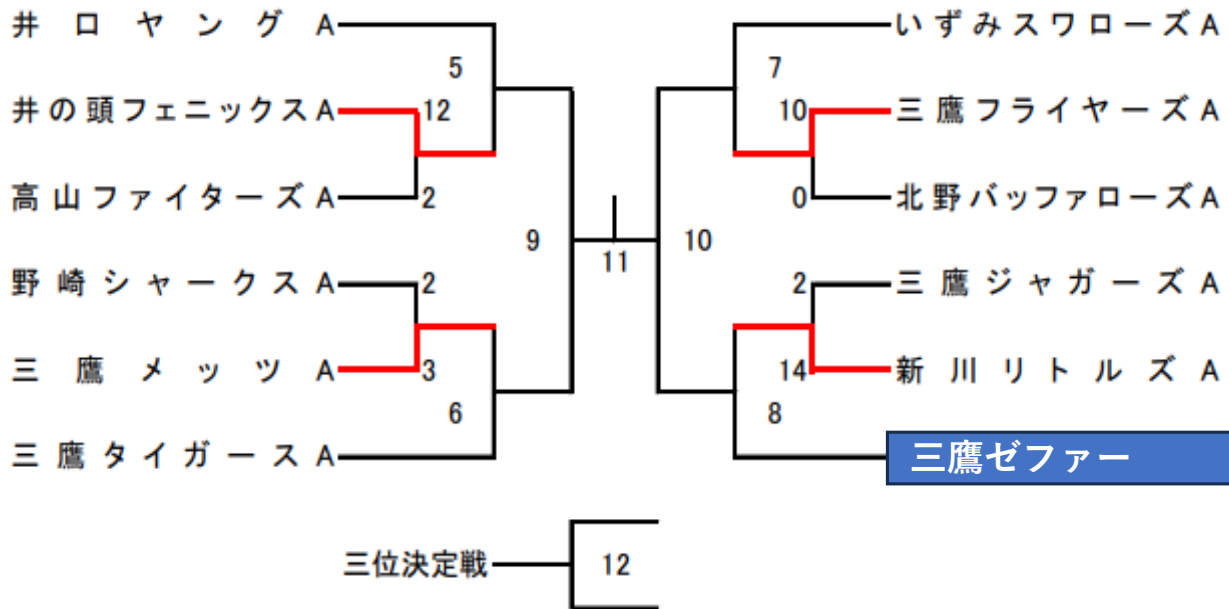 井口ヤングA
5
井の頭フェニックスA 12
高山ファイターズA 2
9
野崎シャークスA 2
三鷹メッツA 3
6
三鷹タイガースA
11
いずみスワローズA
7
10 三鷹フライヤーズA
0 北野バッファローズA
10
2 三鷹ジャガーズA
14 新川リトルズA
8
三鷹ゼファー
三位決定戦 12